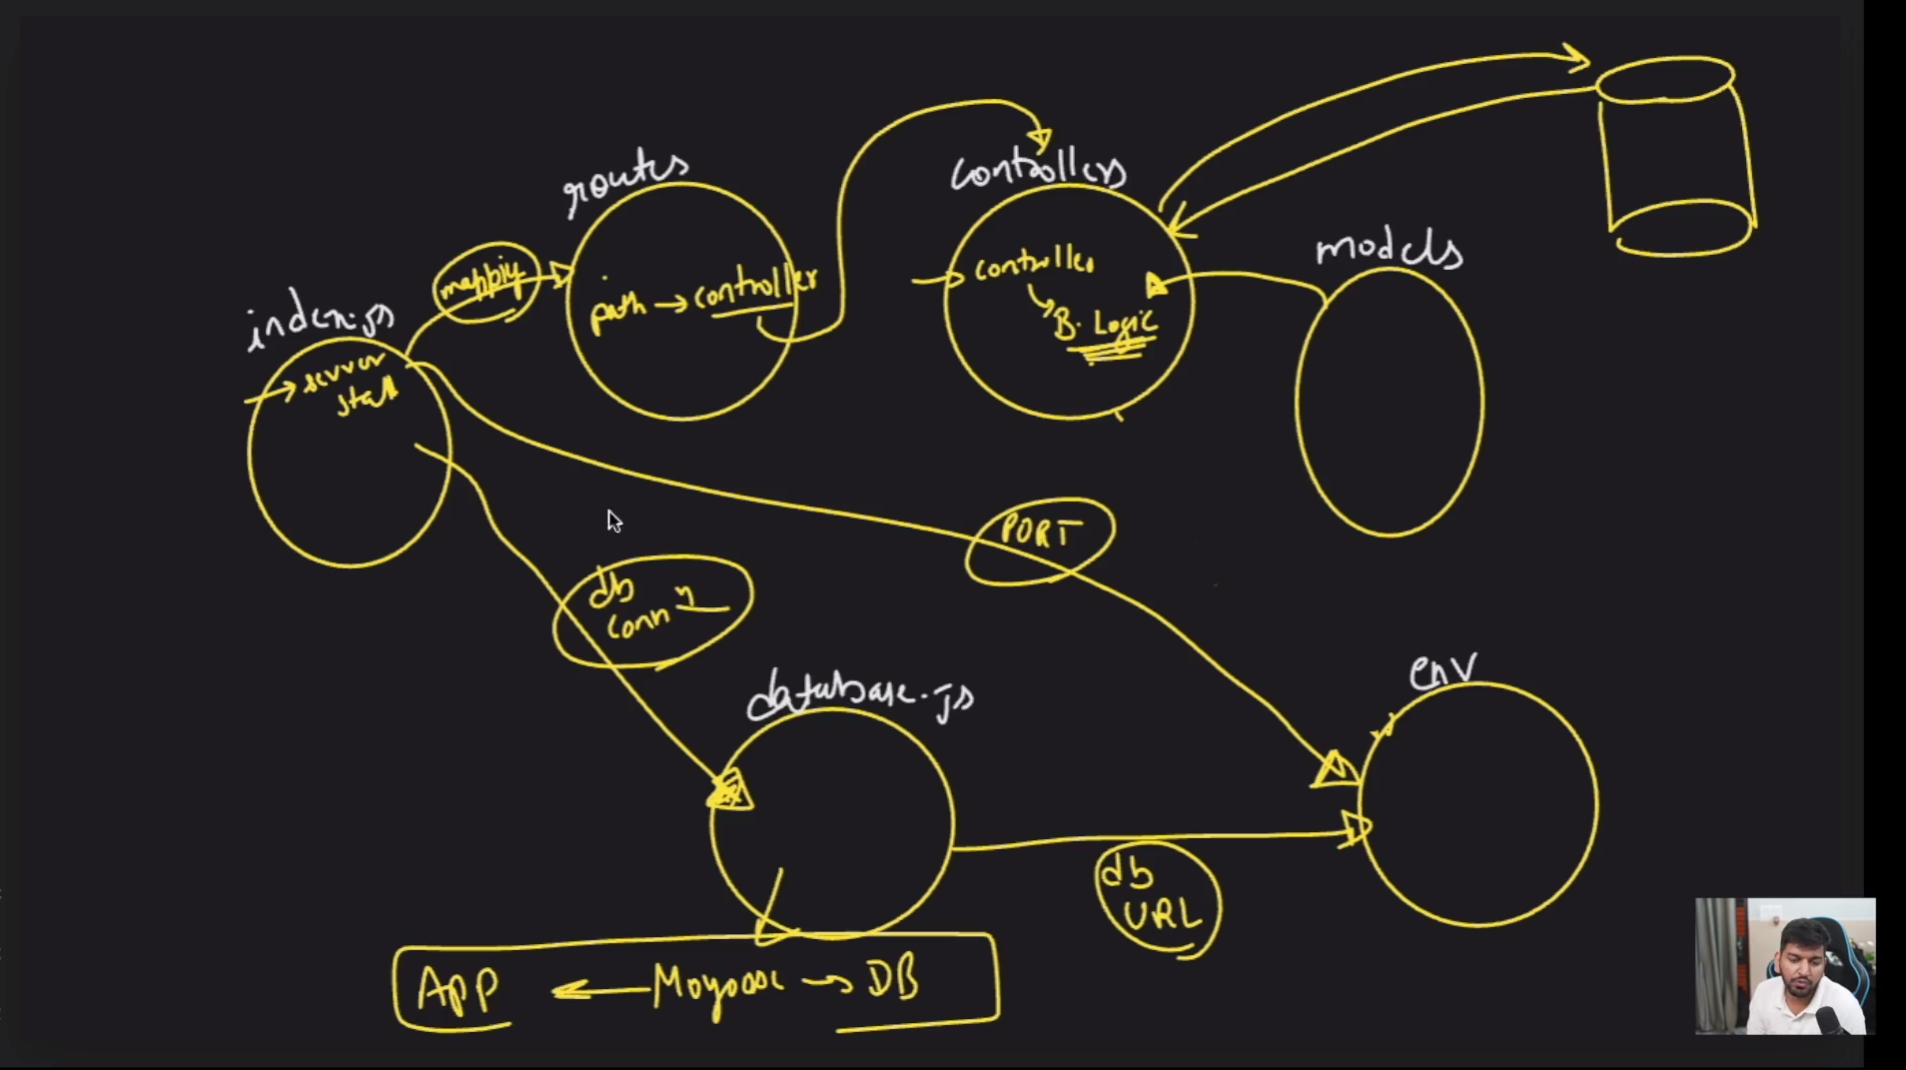 routes
controllers
models
index.js
mapping
path → controller
→ controller
↳ B. Logic
→ server
start
PORT
db
connⁿ
database.js
env
db
URL
App ← Mongoose → DB